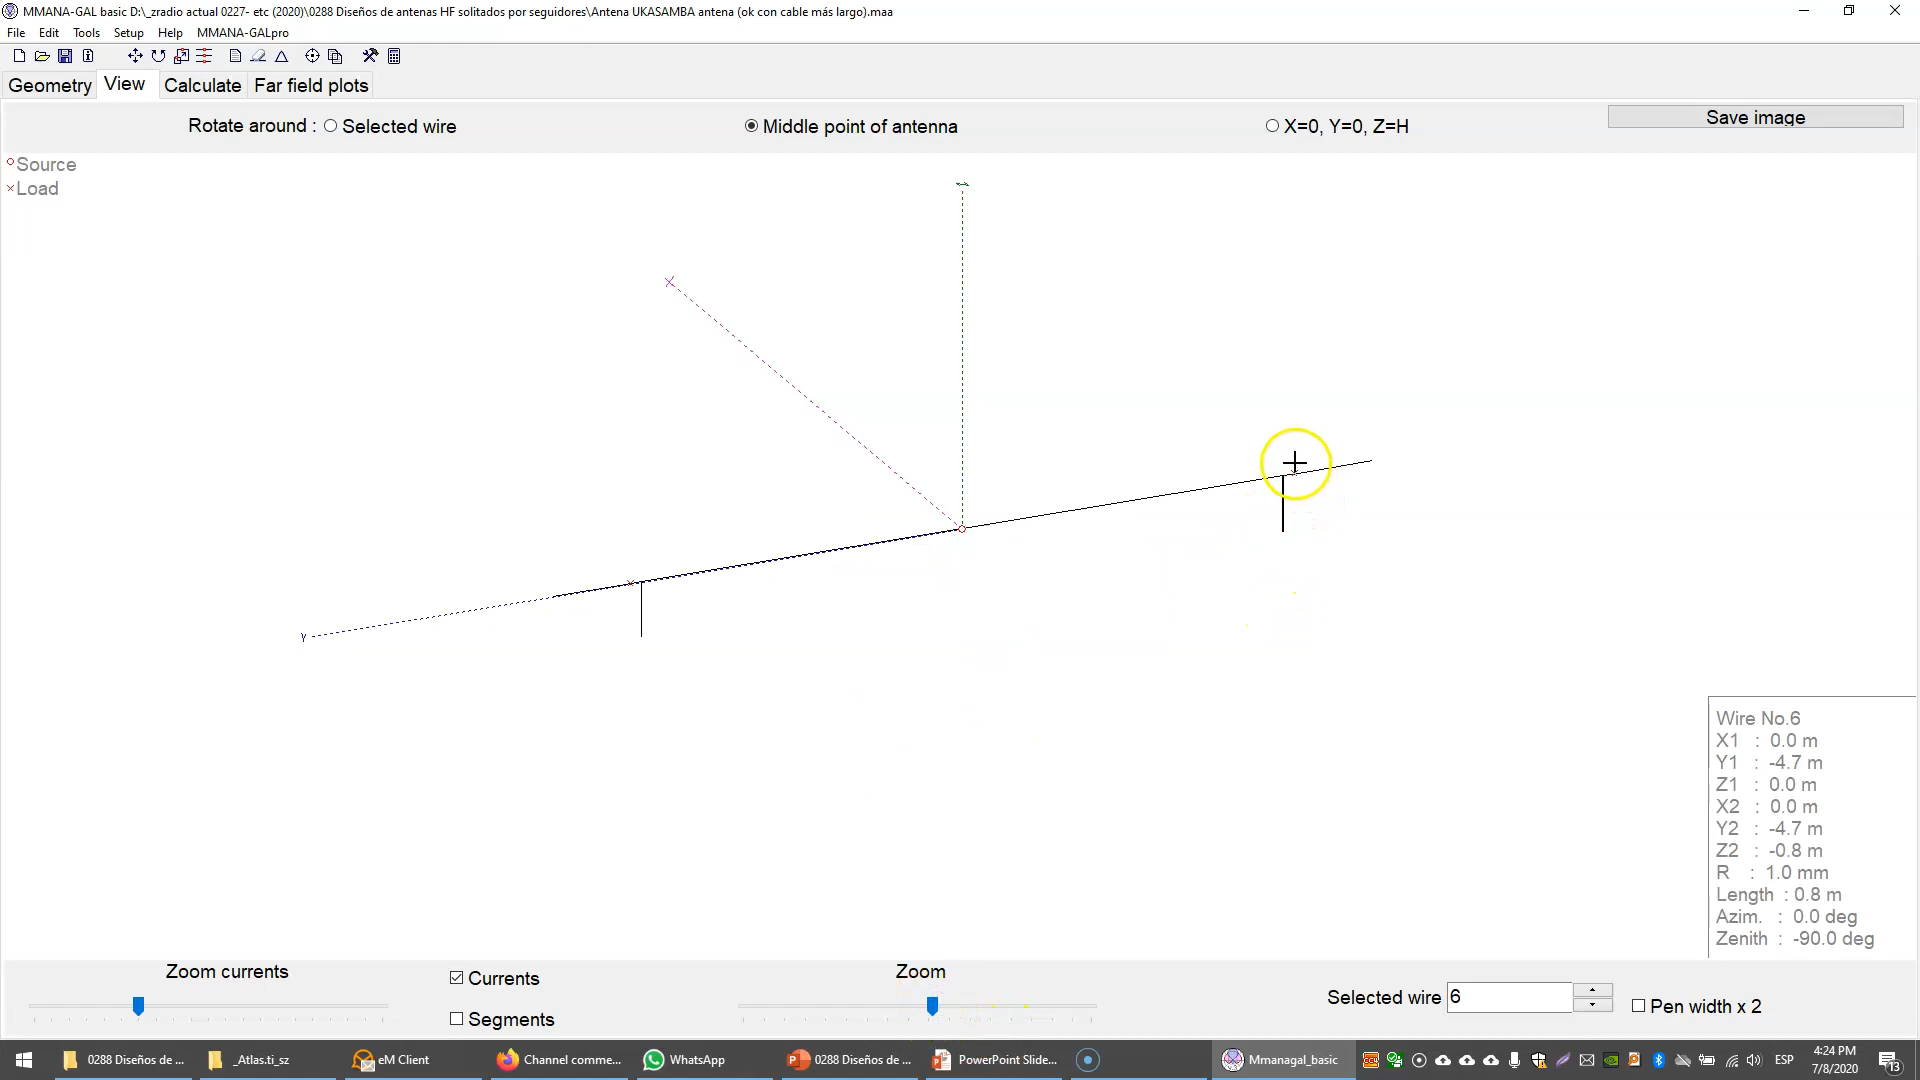 MMANA-GAL basic D:\_zradio actual 0227- etc (2020)\0288 Diseños de antenas HF solitados por seguidores\Antena UKASAMBA antena (ok con cable más largo).maa
File Edit Tools Setup Help MMANA-GALpro
Geometry View Calculate Far field plots
Rotate around : Selected wire Middle point of antenna X=0, Y=0, Z=H Save image
Source
Load
X
Y
Wire No.6
X1 : 0.0 m
Y1 : -4.7 m
Z1 : 0.0 m
X2 : 0.0 m
Y2 : -4.7 m
Z2 : -0.8 m
R : 1.0 mm
Length : 0.8 m
Azim. : 0.0 deg
Zenith : -90.0 deg
Zoom currents Currents Zoom
Selected wire 6 Pen width x 2
Segments
0288 Diseños de ... _Atlas.ti_sz eM Client Channel comme... WhatsApp 0288 Diseños de ... PowerPoint Slide... Mmanagal_basic ESP 4:24 PM
7/8/2020 13